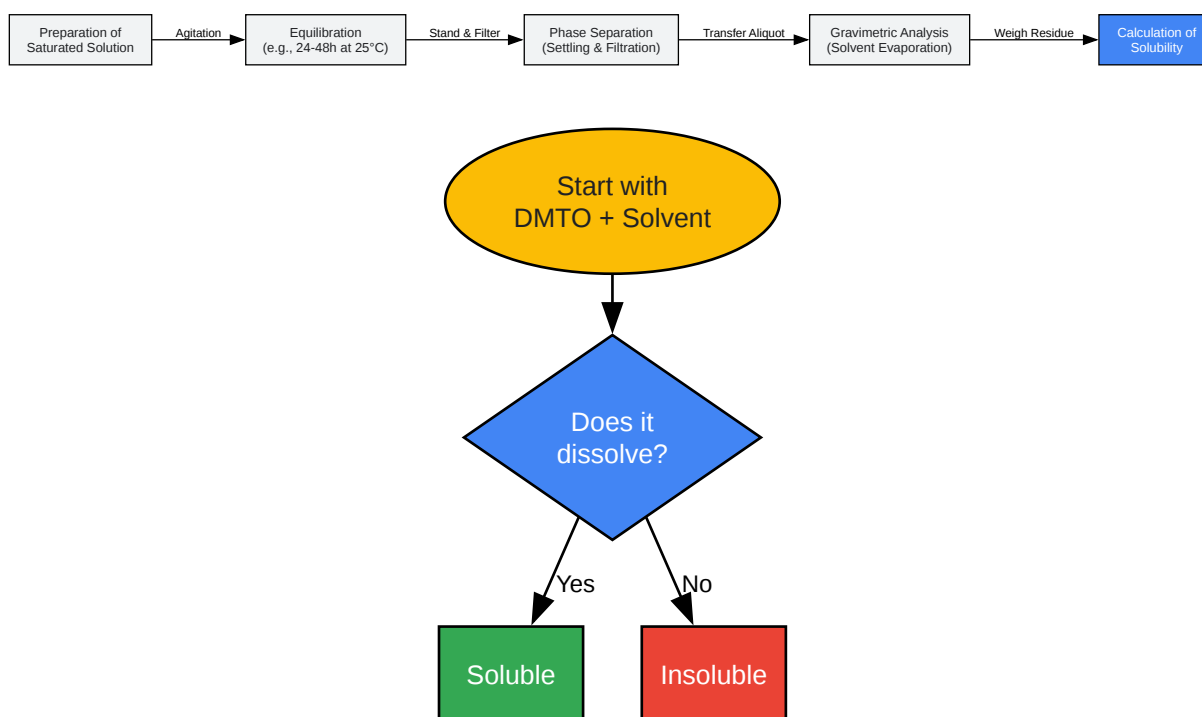 Preparation of
Saturated Solution
Agitation
Equilibration
(e.g., 24-48h at 25°C)
Stand & Filter
Phase Separation
(Settling & Filtration)
Transfer Aliquot
Gravimetric Analysis
(Solvent Evaporation)
Weigh Residue
Calculation of
Solubility
Start with
DMTO + Solvent
Does it
dissolve?
Yes
No
Soluble
Insoluble